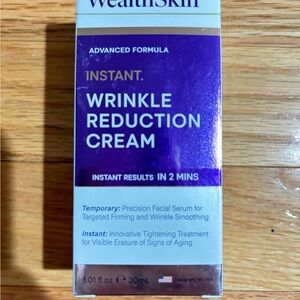 WealthSkin
ADVANCED FORMULA
INSTANT.
WRINKLE
REDUCTION
CREAM
INSTANT RESULTS IN 2 MINS
Temporary: Precision Facial Serum for
Targeted Firming and Wrinkle Smoothing
Instant: Innovative Tightening Treatment
for Visible Erasure of Signs of Aging
1.01 fl.oz ℮ 30mL